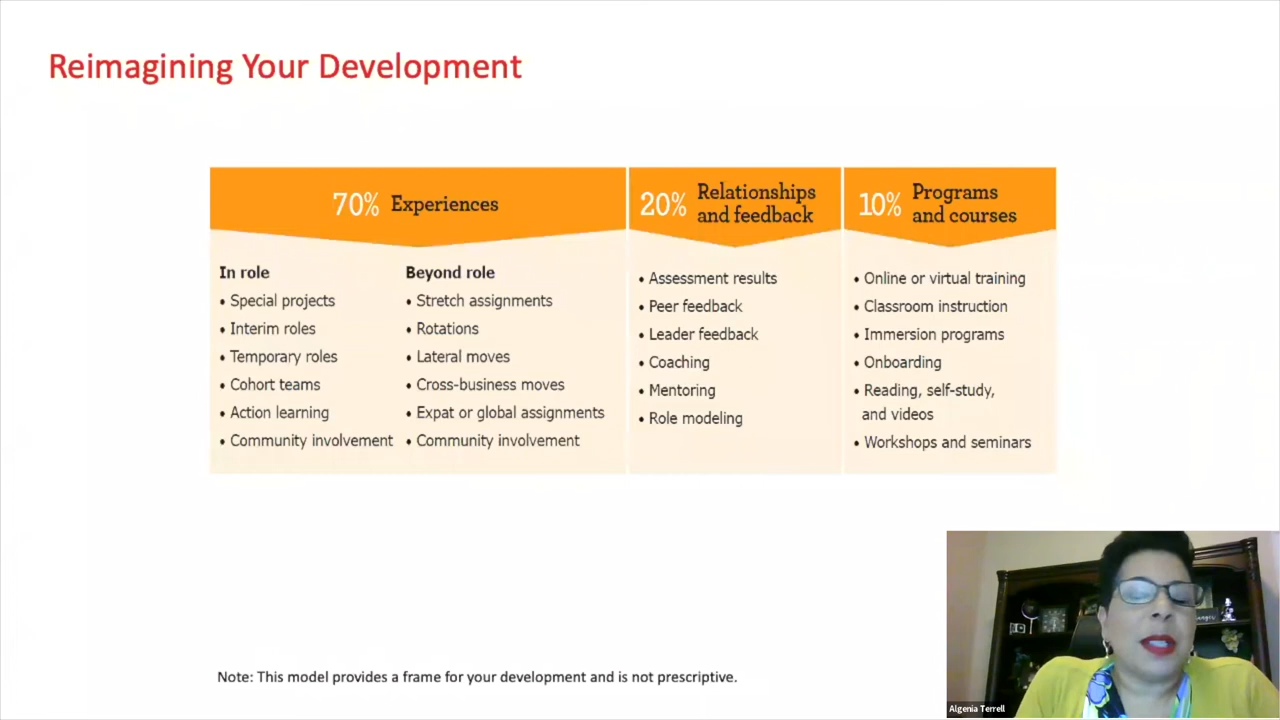 Reimagining Your Development
70% Experiences
In role
• Special projects
• Interim roles
• Temporary roles
• Cohort teams
• Action learning
• Community involvement
Beyond role
• Stretch assignments
• Rotations
• Lateral moves
• Cross-business moves
• Expat or global assignments
• Community involvement
20% Relationships
and feedback
• Assessment results
• Peer feedback
• Leader feedback
• Coaching
• Mentoring
• Role modeling
10% Programs
and courses
• Online or virtual training
• Classroom instruction
• Immersion programs
• Onboarding
• Reading, self-study,
and videos
• Workshops and seminars
Note: This model provides a frame for your development and is not prescriptive.
Algenia Terrell